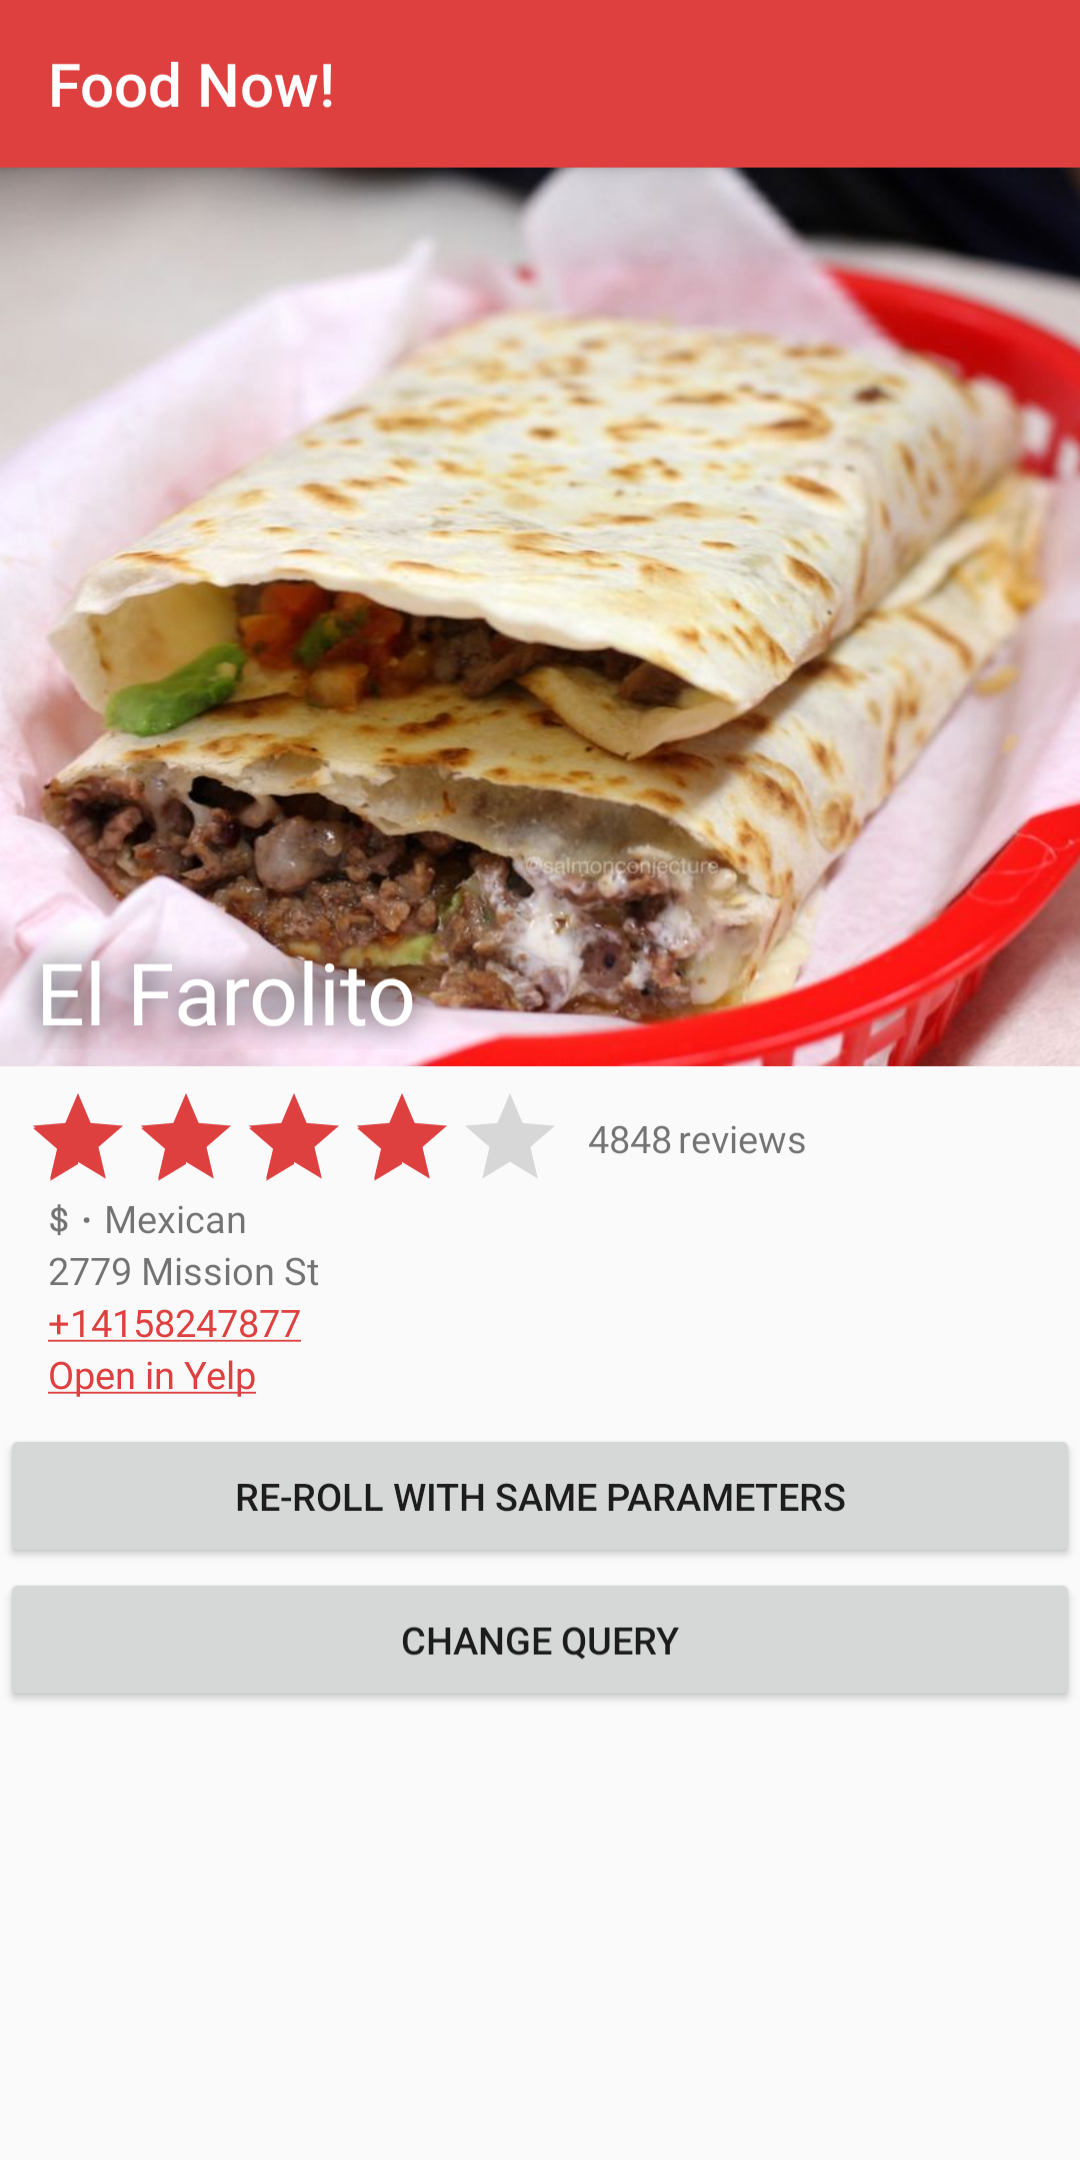 Food Now!
@salmonconjecture
El Farolito
4848 reviews
$ · Mexican
2779 Mission St
+14158247877
Open in Yelp
RE-ROLL WITH SAME PARAMETERS
CHANGE QUERY